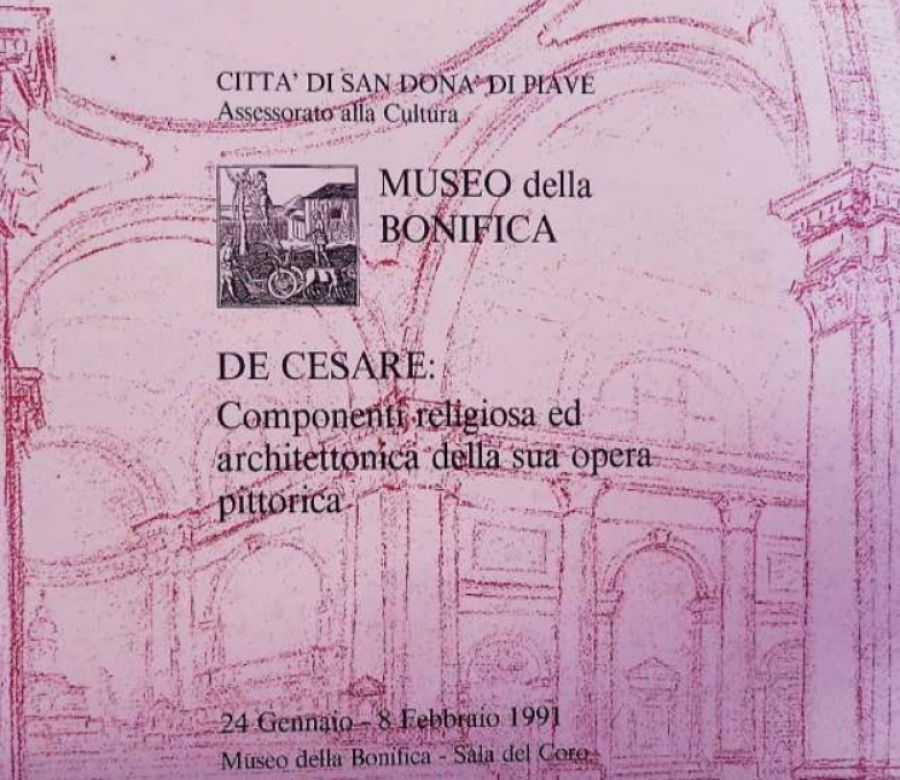 CITTA' DI SAN DONA' DI PIAVE
Assessorato alla Cultura
MUSEO della
BONIFICA
DE CESARE:
Componenti religiosa ed
architettonica della sua opera
pittorica
24 Gennaio - 8 Febbraio 1991
Museo della Bonifica - Sala del Coro